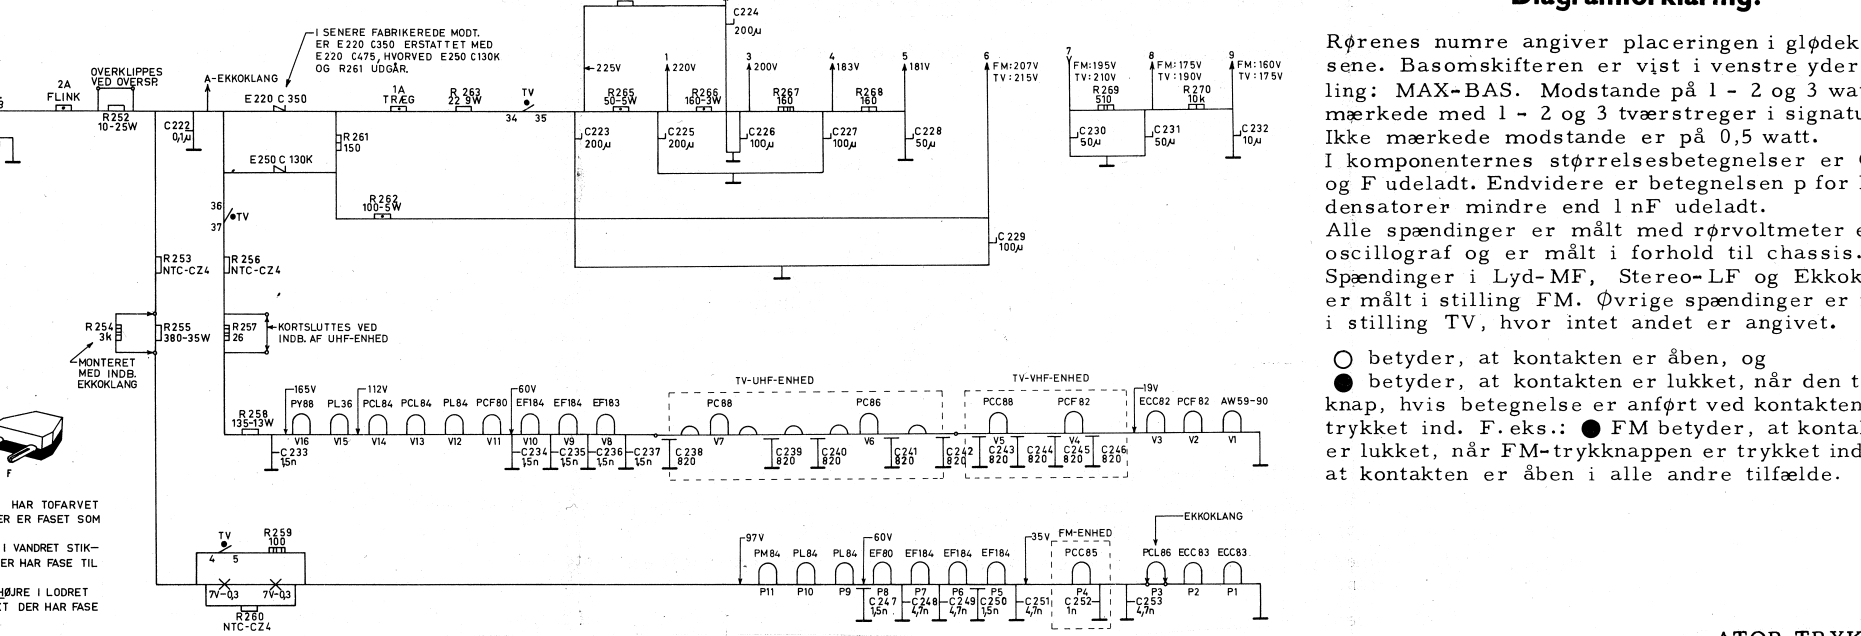 C224
200µ
I SENERE FABRIKEREDE MODT.
ER E220 C350 ERSTATTET MED
E220 C475, HVORVED E250 C130K
OG R261 UDGÅR.
OVERKLIPPES
VED OVERSP.
A-EKKOKLANG
2A
FLINK
R252
10-25W
C222
0,1µ
E220 C350
1A
TRÆG
R 263
22 9W
TV
34 35
225V
R265
50-5W
1
220V
R266
160-3W
3
200V
R267
160
4
183V
R268
160
5
181V
6
FM:207V
TV:215V
7
FM:195V
TV:210V
R269
510
8
FM:175V
TV:190V
R270
10k
9
FM:160V
TV:175V
R261
150
C223
200µ
C225
200µ
C226
100µ
C227
100µ
C228
50µ
C230
50µ
C231
50µ
C232
10µ
E250 C 130K
R262
100-5W
36
TV
37
C229
100µ
R253
NTC-CZ4
R256
NTC-CZ4
R254
3k
R255
380-35W
R257
26
KORTSLUTTES VED
INDB. AF UHF-ENHED
MONTERET
MED INDB.
EKKOKLANG
R258
135-13W
165V
112V
60V
19V
TV-UHF-ENHED
TV-VHF-ENHED
PY88 PL36 PCL84 PCL84 PL84 PCF80 EF184 EF184 EF183 PC88 PC86 PCC88 PCF82 ECC82 PCF82 AW59-90
V16 V15 V14 V13 V12 V11 V10 V9 V8 V7 V6 V5 V4 V3 V2 V1
C233
1,5n
C234
1,5n
C235
1,5n
C236
1,5n
C237
1,5n
C238
820
C239
820
C240
820
C241
820
C242
820
C243
820
C244
820
C245
820
C246
820
F
HAR TOFARVET
ER ER FASET SOM
I VANDRET STIK-
ER HAR FASE TIL
HØJRE I LODRET
ET DER HAR FASE
TV
4 5
R259
100
7V-0,3 7V-0,3
R260
NTC-CZ4
97V
60V
35V
FM-ENHED
EKKOKLANG
PM84 PL84 PL84 EF80 EF184 EF184 EF184 PCC85 PCL86 ECC83 ECC83
P11 P10 P9 P8 P7 P6 P5 P4 P3 P2 P1
C247
1,5n
C248
4,7n
C249
4,7n
C250
1,5n
C251
4,7n
C252
1n
C253
4,7n
Diagramforklaring:
Rørenes numre angiver placeringen i glødek
sene. Basomskifteren er vist i venstre yder
ling: MAX-BAS. Modstande på 1 - 2 og 3 wa
mærkede med 1 - 2 og 3 tværstreger i signatu
Ikke mærkede modstande er på 0,5 watt.
I komponenternes størrelsesbetegnelser er
og F udeladt. Endvidere er betegnelsen p for
densatorer mindre end 1 nF udeladt.
Alle spændinger er målt med rørvoltmeter e
oscillograf og er målt i forhold til chassis.
Spændinger i Lyd-MF, Stereo-LF og Ekkok
er målt i stilling FM. Øvrige spændinger er
i stilling TV, hvor intet andet er angivet.
○ betyder, at kontakten er åben, og
● betyder, at kontakten er lukket, når den t
knap, hvis betegnelse er anført ved kontakten
trykket ind. F.eks.: ● FM betyder, at konta
er lukket, når FM-trykknappen er trykket ind
at kontakten er åben i alle andre tilfælde.